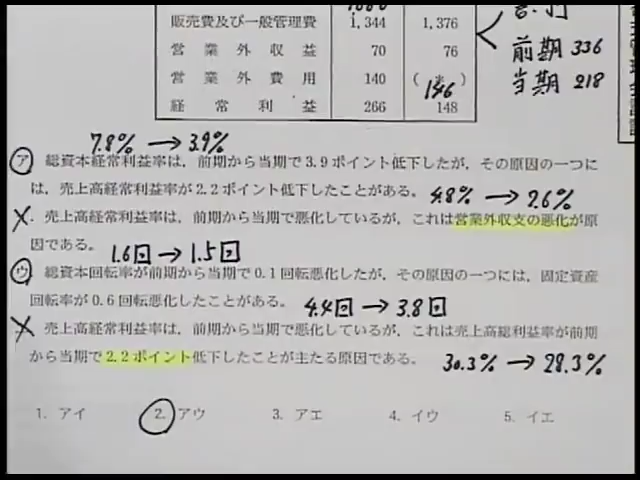 販売費及び一般管理費 1,344 1,376
営業外収益 70 76
営業外費用 140 (※) 146
経常利益 266 148
前期 336
当期 218
7.8% → 3.9%
ア 総資本経常利益率は，前期から当期で3.9ポイント低下したが，その原因の一つに
は，売上高経常利益率が2.2ポイント低下したことがある。 4.8% → 2.6%
売上高経常利益率は，前期から当期で悪化しているが，これは営業外収支の悪化が原
因である。 1.6回 → 1.5回
ウ 総資本回転率が前期から当期で0.1回転悪化したが，その原因の一つには，固定資産
回転率が0.6回転悪化したことがある。 4.4回 → 3.8回
売上高経常利益率は，前期から当期で悪化しているが，これは売上高総利益率が前期
から当期で2.2ポイント低下したことが主たる原因である。 30.3% → 28.3%
1. アイ 2. アウ 3. アエ 4. イウ 5. イエ